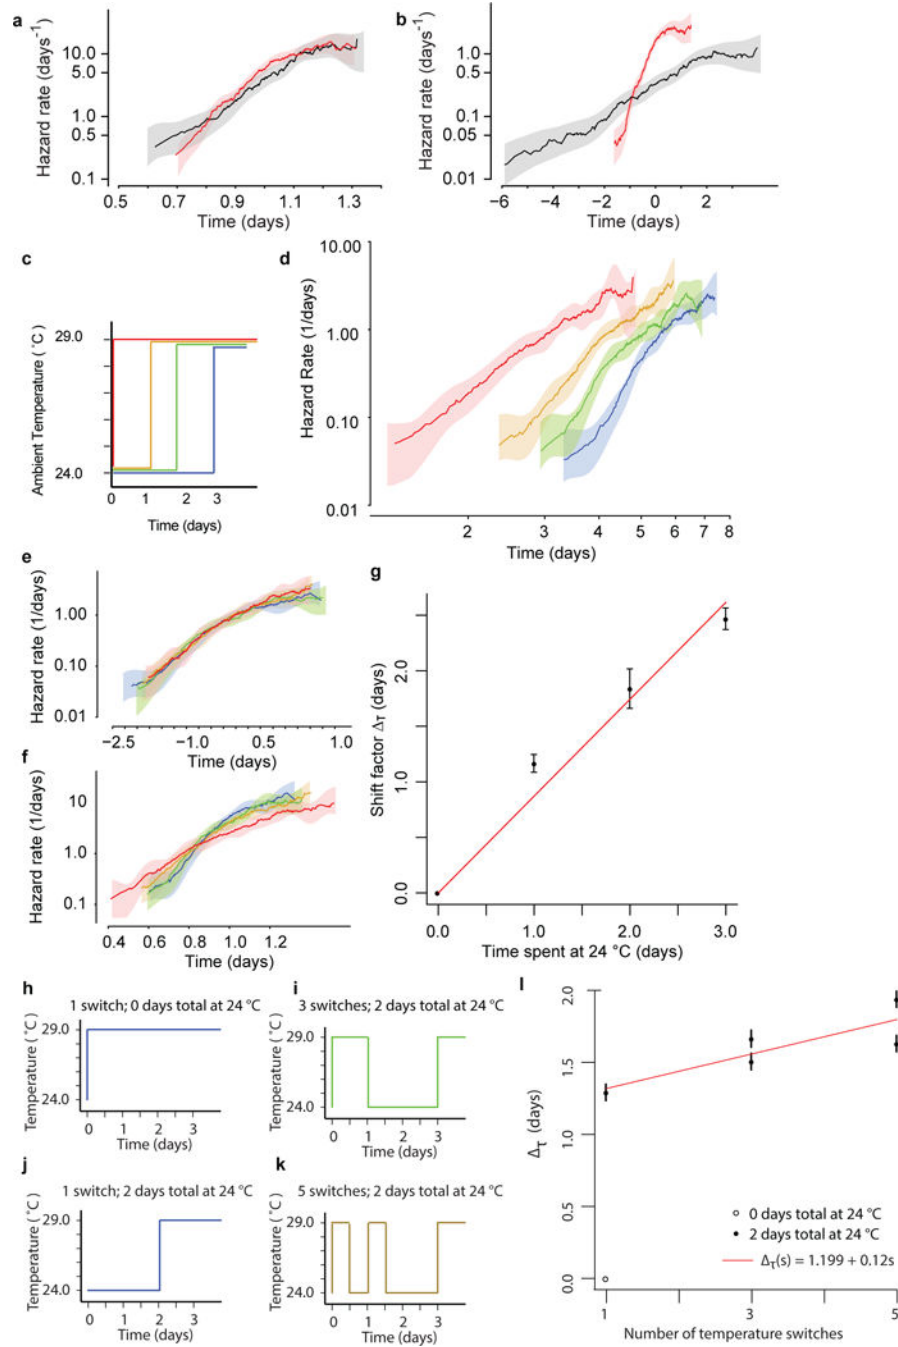 a
Hazard rate (days⁻¹)
10.0
5.0
1.0
0.5
0.1
0.5 0.7 0.9 1.1 1.3
Time (days)
b
Hazard rate (days⁻¹)
1.0
0.5
0.1
0.05
0.01
−6 −4 −2 0 2
Time (days)
c
Ambient Temperature (˚C)
29.0
24.0
0 1 2 3
Time (days)
d
Hazard Rate (1/days)
10.00
1.00
0.10
0.01
2 3 4 5 6 7 8
Time (days)
e
Hazard rate (1/days)
1.00
0.10
0.01
−2.5 −1.0 0.5 1.0
Time (days)
f
Hazard rate (1/days)
10
1.0
0.1
0.4 0.6 0.8 1.0 1.2
Time (days)
g
Shift factor Δτ (days)
2.0
1.0
0.0
0.0 1.0 2.0 3.0
Time spent at 24 °C (days)
h
1 switch; 0 days total at 24 °C
Temperature (˚C)
29.0
24.0
0 1 2 3
Time (days)
i
3 switches; 2 days total at 24 °C
Temperature (˚C)
29.0
24.0
0 1 2 3
Time (days)
j
1 switch; 2 days total at 24 °C
Temperature (˚C)
29.0
24.0
0 1 2 3
Time (days)
k
5 switches; 2 days total at 24 °C
Temperature (˚C)
29.0
24.0
0 1 2 3
Time (days)
l
Δτ (days)
2.0
1.5
1.0
0.5
0.0
0 days total at 24 °C
2 days total at 24 °C
Δτ(s) = 1.199 + 0.12s
1 3 5
Number of temperature switches